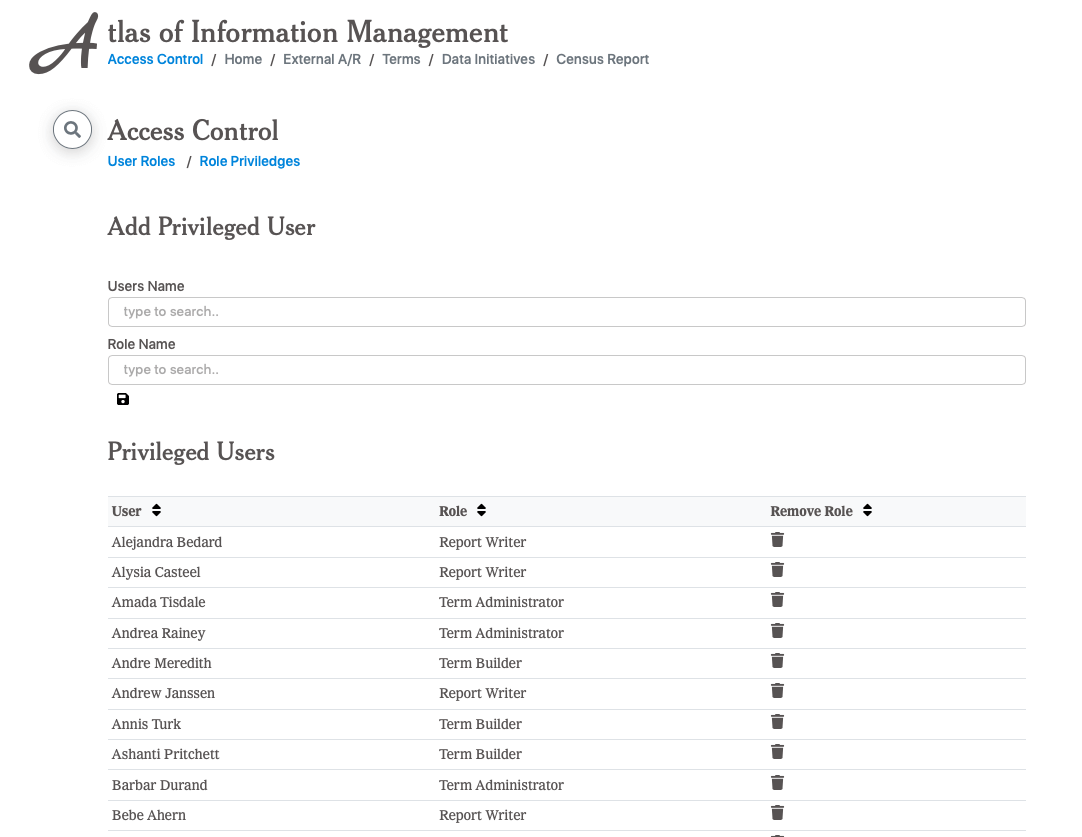 Atlas of Information Management
Access Control / Home / External A/R / Terms / Data Initiatives / Census Report
Access Control
User Roles / Role Priviledges
Add Privileged User
Users Name
type to search..
Role Name
type to search..
Privileged Users
User Role Remove Role
Alejandra Bedard Report Writer
Alysia Casteel Report Writer
Amada Tisdale Term Administrator
Andrea Rainey Term Administrator
Andre Meredith Term Builder
Andrew Janssen Report Writer
Annis Turk Term Builder
Ashanti Pritchett Term Builder
Barbar Durand Term Administrator
Bebe Ahern Report Writer